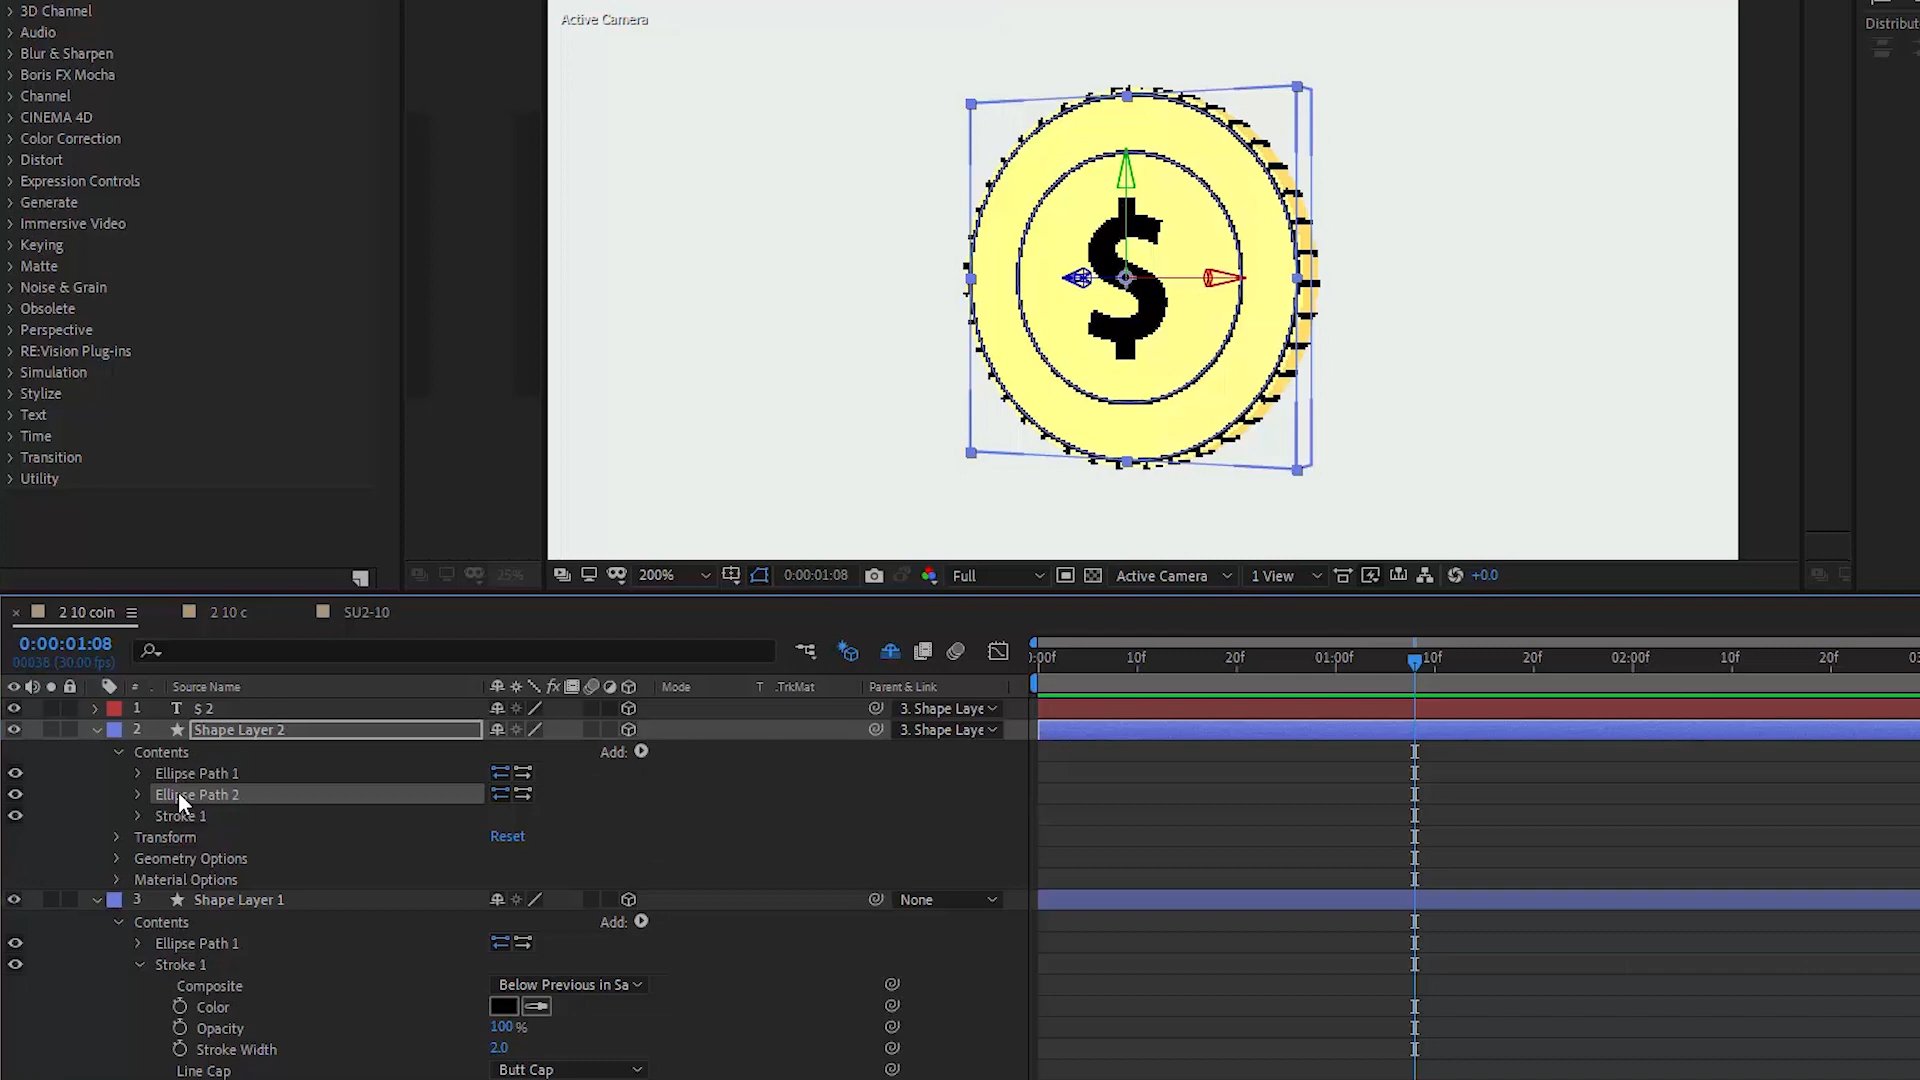 3D Channel
Audio
Blur & Sharpen
Boris FX Mocha
Channel
CINEMA 4D
Color Correction
Distort
Expression Controls
Generate
Immersive Video
Keying
Matte
Noise & Grain
Obsolete
Perspective
RE:Vision Plug-ins
Simulation
Stylize
Text
Time
Transition
Utility
25%
Active Camera
$
Distribut
200% 0:00:01:08 Full Active Camera 1 View +0.0
2 10 coin 2 10 c SU2-10
0:00:01:08
00038 (30.00 fps)
:00f 10f 20f 01:00f 10f 20f 02:00f 10f 20f 03
# Source Name fx Mode T .TrkMat Parent & Link
1 T $ 2 3. Shape Laye
2 Shape Layer 2 3. Shape Laye
Contents Add:
Ellipse Path 1
Ellipse Path 2
Stroke 1
Transform Reset
Geometry Options
Material Options
3 Shape Layer 1 None
Contents Add:
Ellipse Path 1
Stroke 1
Composite Below Previous in Sa
Color
Opacity 100 %
Stroke Width 2.0
Line Cap Butt Cap